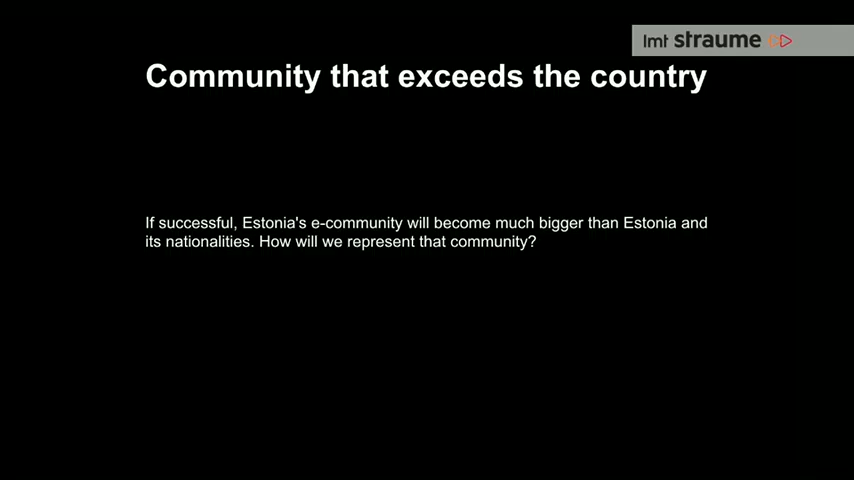 lmt straume
Community that exceeds the country
If successful, Estonia's e-community will become much bigger than Estonia and
its nationalities. How will we represent that community?